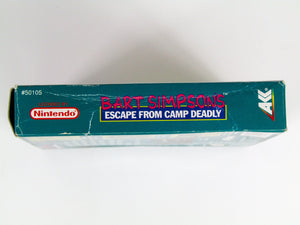 #50105
Nintendo
BART SIMPSON'S
ESCAPE FROM CAMP DEADLY
AKL